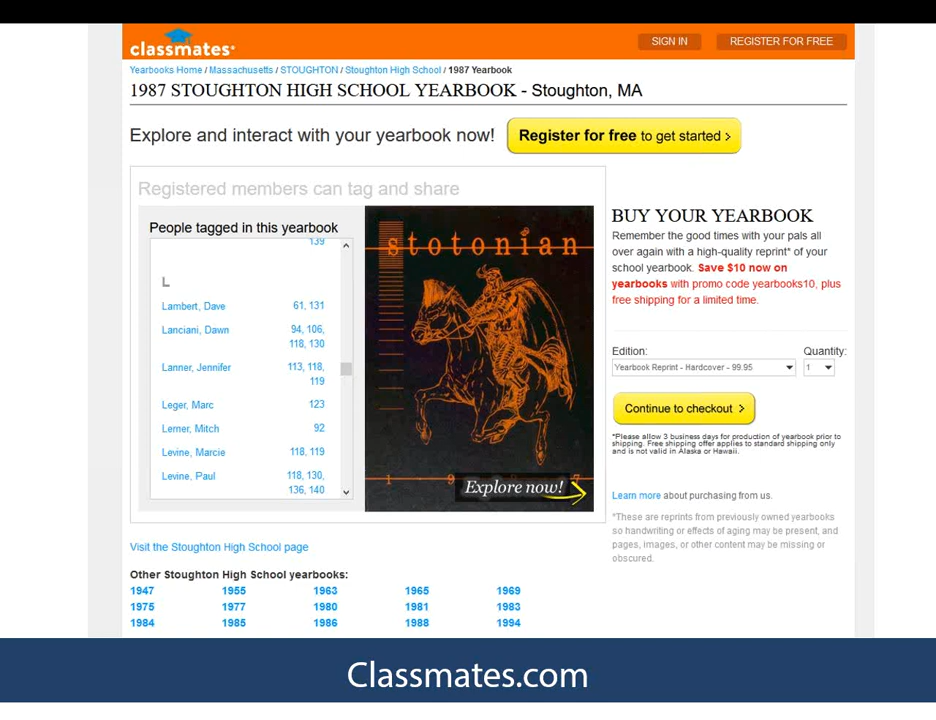 classmates
SIGN IN
REGISTER FOR FREE
Yearbooks Home / Massachusetts / STOUGHTON / Stoughton High School / 1987 Yearbook
1987 STOUGHTON HIGH SCHOOL YEARBOOK - Stoughton, MA
Explore and interact with your yearbook now!
Register for free to get started >
Registered members can tag and share
People tagged in this yearbook
139
L
Lambert, Dave 61, 131
Lanciani, Dawn 94, 106,
118, 130
Lanner, Jennifer 113, 118,
119
Leger, Marc 123
Lemer, Mitch 92
Levine, Marcie 118, 119
Levine, Paul 118, 130,
136, 140
stotonian
1 9 7
Explore now!
BUY YOUR YEARBOOK
Remember the good times with your pals all
over again with a high-quality reprint* of your
school yearbook. Save $10 now on
yearbooks with promo code yearbooks10, plus
free shipping for a limited time.
Edition: Quantity:
Yearbook Reprint - Hardcover - 99.95 1
Continue to checkout >
*Please allow 3 business days for production of yearbook prior to
shipping. Free shipping offer applies to standard shipping only
and is not valid in Alaska or Hawaii.
Learn more about purchasing from us.
*These are reprints from previously owned yearbooks
so handwriting or effects of aging may be present, and
pages, images, or other content may be missing or
obscured.
Visit the Stoughton High School page
Other Stoughton High School yearbooks:
1947 1955 1963 1965 1969
1975 1977 1980 1981 1983
1984 1985 1986 1988 1994
Classmates.com